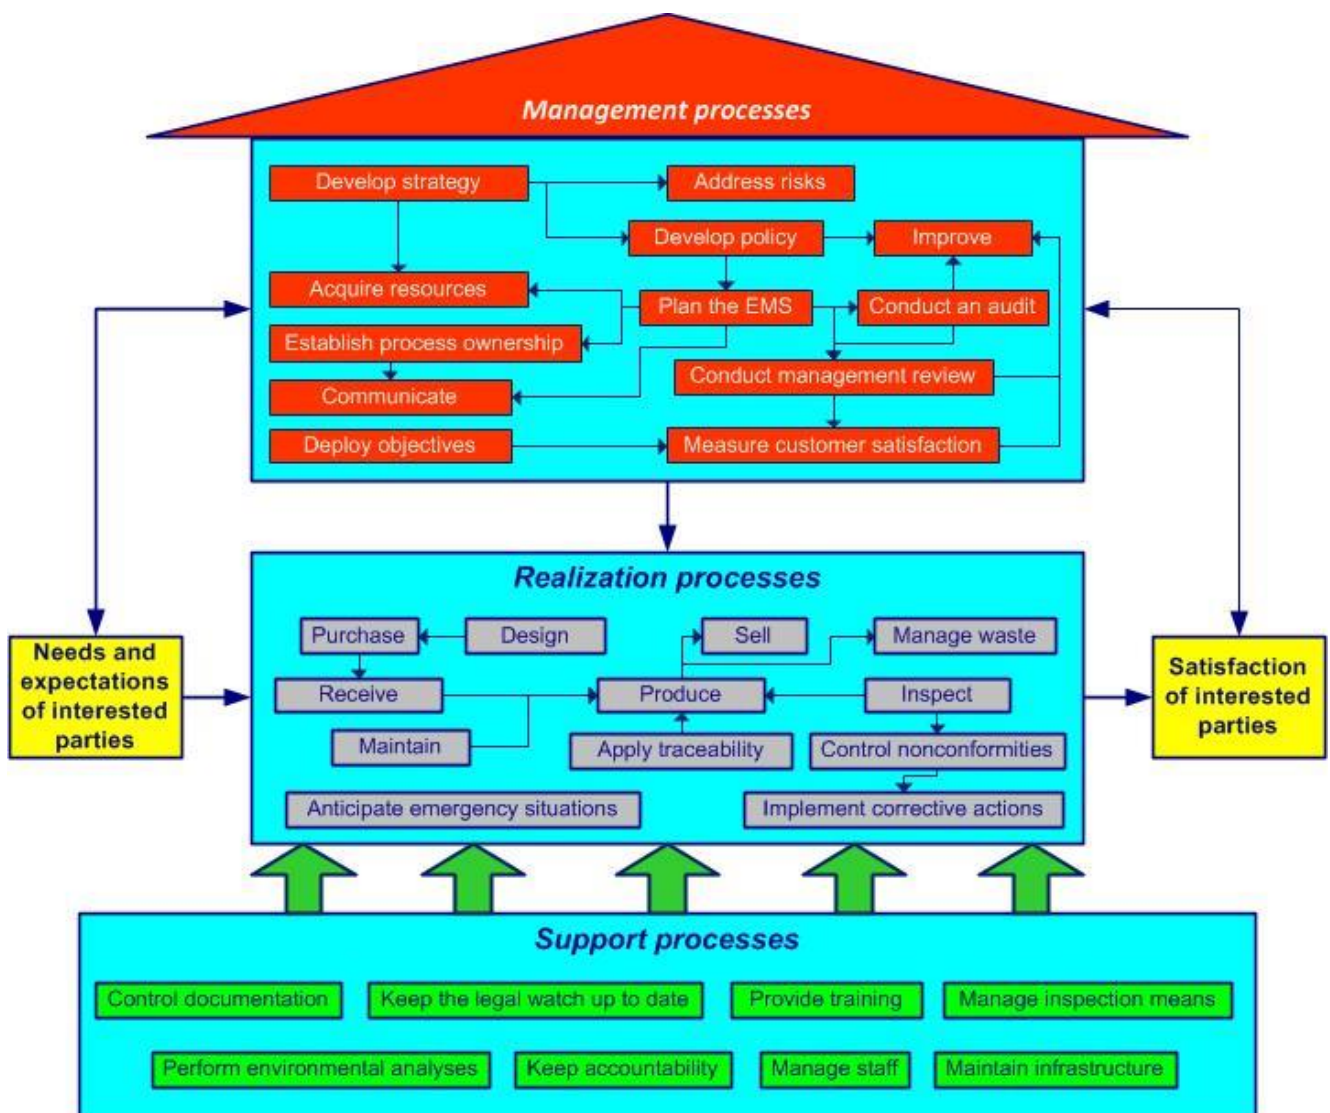 Management processes
Develop strategy
Address risks
Develop policy
Improve
Acquire resources
Plan the EMS
Conduct an audit
Establish process ownership
Conduct management review
Communicate
Deploy objectives
Measure customer satisfaction
Realization processes
Purchase
Design
Sell
Manage waste
Needs and
expectations
of interested
parties
Receive
Produce
Inspect
Satisfaction
of interested
parties
Maintain
Apply traceability
Control nonconformities
Anticipate emergency situations
Implement corrective actions
Support processes
Control documentation
Keep the legal watch up to date
Provide training
Manage inspection means
Perform environmental analyses
Keep accountability
Manage staff
Maintain infrastructure